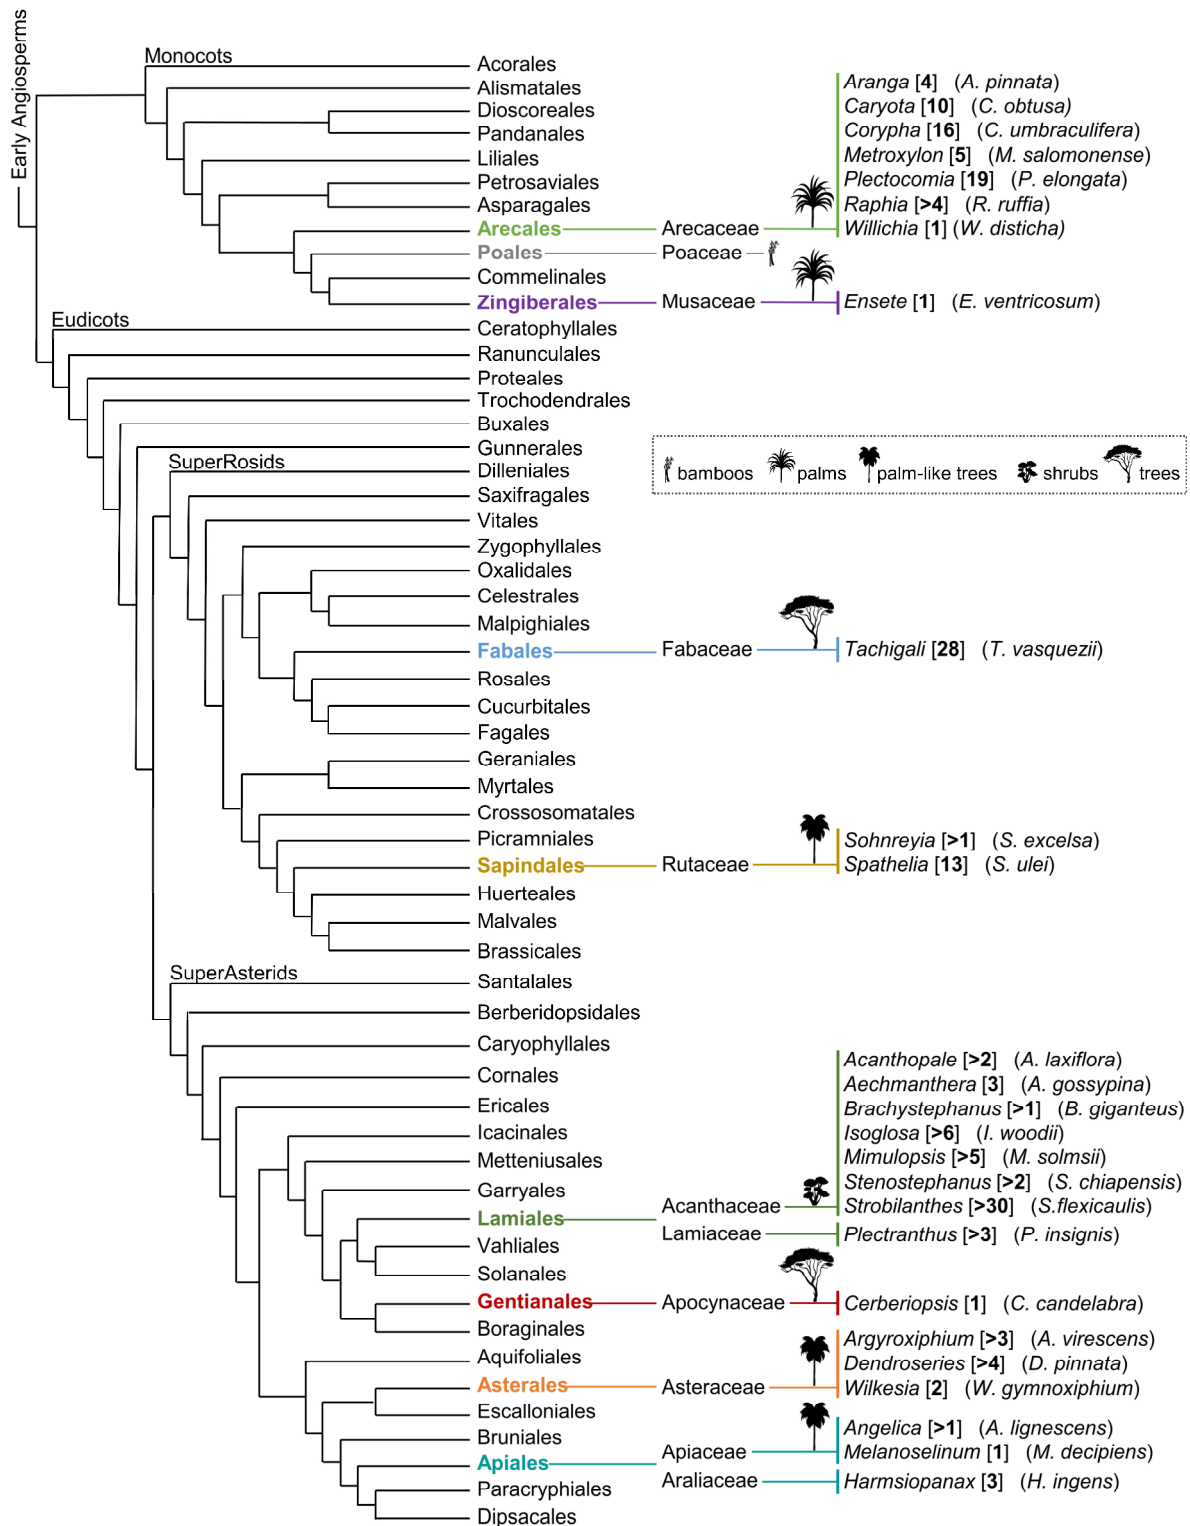 Early Angiosperms
Monocots
Acorales
Alismatales
Dioscoreales
Pandanales
Liliales
Petrosaviales
Asparagales
Arecales Arecaceae
Aranga [4] (A. pinnata)
Caryota [10] (C. obtusa)
Corypha [16] (C. umbraculifera)
Metroxylon [5] (M. salomonense)
Plectocomia [19] (P. elongata)
Raphia [>4] (R. ruffia)
Willichia [1] (W. disticha)
Poales Poaceae
Commelinales
Zingiberales Musaceae Ensete [1] (E. ventricosum)
Eudicots
Ceratophyllales
Ranunculales
Proteales
Trochodendrales
Buxales
Gunnerales
bamboos palms palm-like trees shrubs trees
SuperRosids
Dilleniales
Saxifragales
Vitales
Zygophyllales
Oxalidales
Celestrales
Malpighiales
Fabales Fabaceae Tachigali [28] (T. vasquezii)
Rosales
Cucurbitales
Fagales
Geraniales
Myrtales
Crossosomatales
Picramniales
Sapindales Rutaceae
Sohnreyia [>1] (S. excelsa)
Spathelia [13] (S. ulei)
Huerteales
Malvales
Brassicales
SuperAsterids
Santalales
Berberidopsidales
Caryophyllales
Cornales
Ericales
Icacinales
Metteniusales
Garryales
Lamiales Acanthaceae
Acanthopale [>2] (A. laxiflora)
Aechmanthera [3] (A. gossypina)
Brachystephanus [>1] (B. giganteus)
Isoglosa [>6] (I. woodii)
Mimulopsis [>5] (M. solmsii)
Stenostephanus [>2] (S. chiapensis)
Strobilanthes [>30] (S.flexicaulis)
Lamiaceae Plectranthus [>3] (P. insignis)
Vahliales
Solanales
Gentianales Apocynaceae Cerberiopsis [1] (C. candelabra)
Boraginales
Aquifoliales
Asterales Asteraceae
Argyroxiphium [>3] (A. virescens)
Dendroseries [>4] (D. pinnata)
Wilkesia [2] (W. gymnoxiphium)
Escalloniales
Bruniales
Apiales Apiaceae
Angelica [>1] (A. lignescens)
Melanoselinum [1] (M. decipiens)
Araliaceae Harmsiopanax [3] (H. ingens)
Paracryphiales
Dipsacales